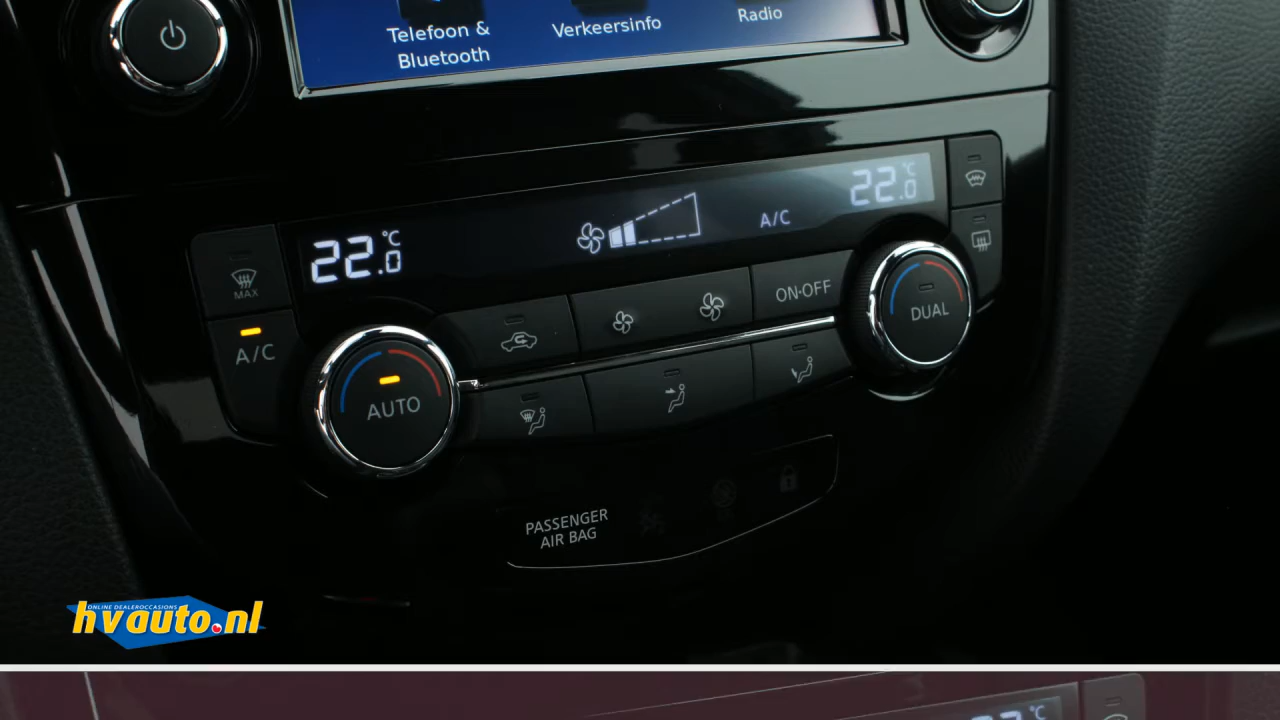 Telefoon &
Bluetooth
Verkeersinfo
Radio
22.0 °C
A/C
22.0 °C
MAX
A/C
AUTO
ON·OFF
DUAL
PASSENGER
AIR BAG
ONLINE DEALEROCCASIONS
hvauto.nl